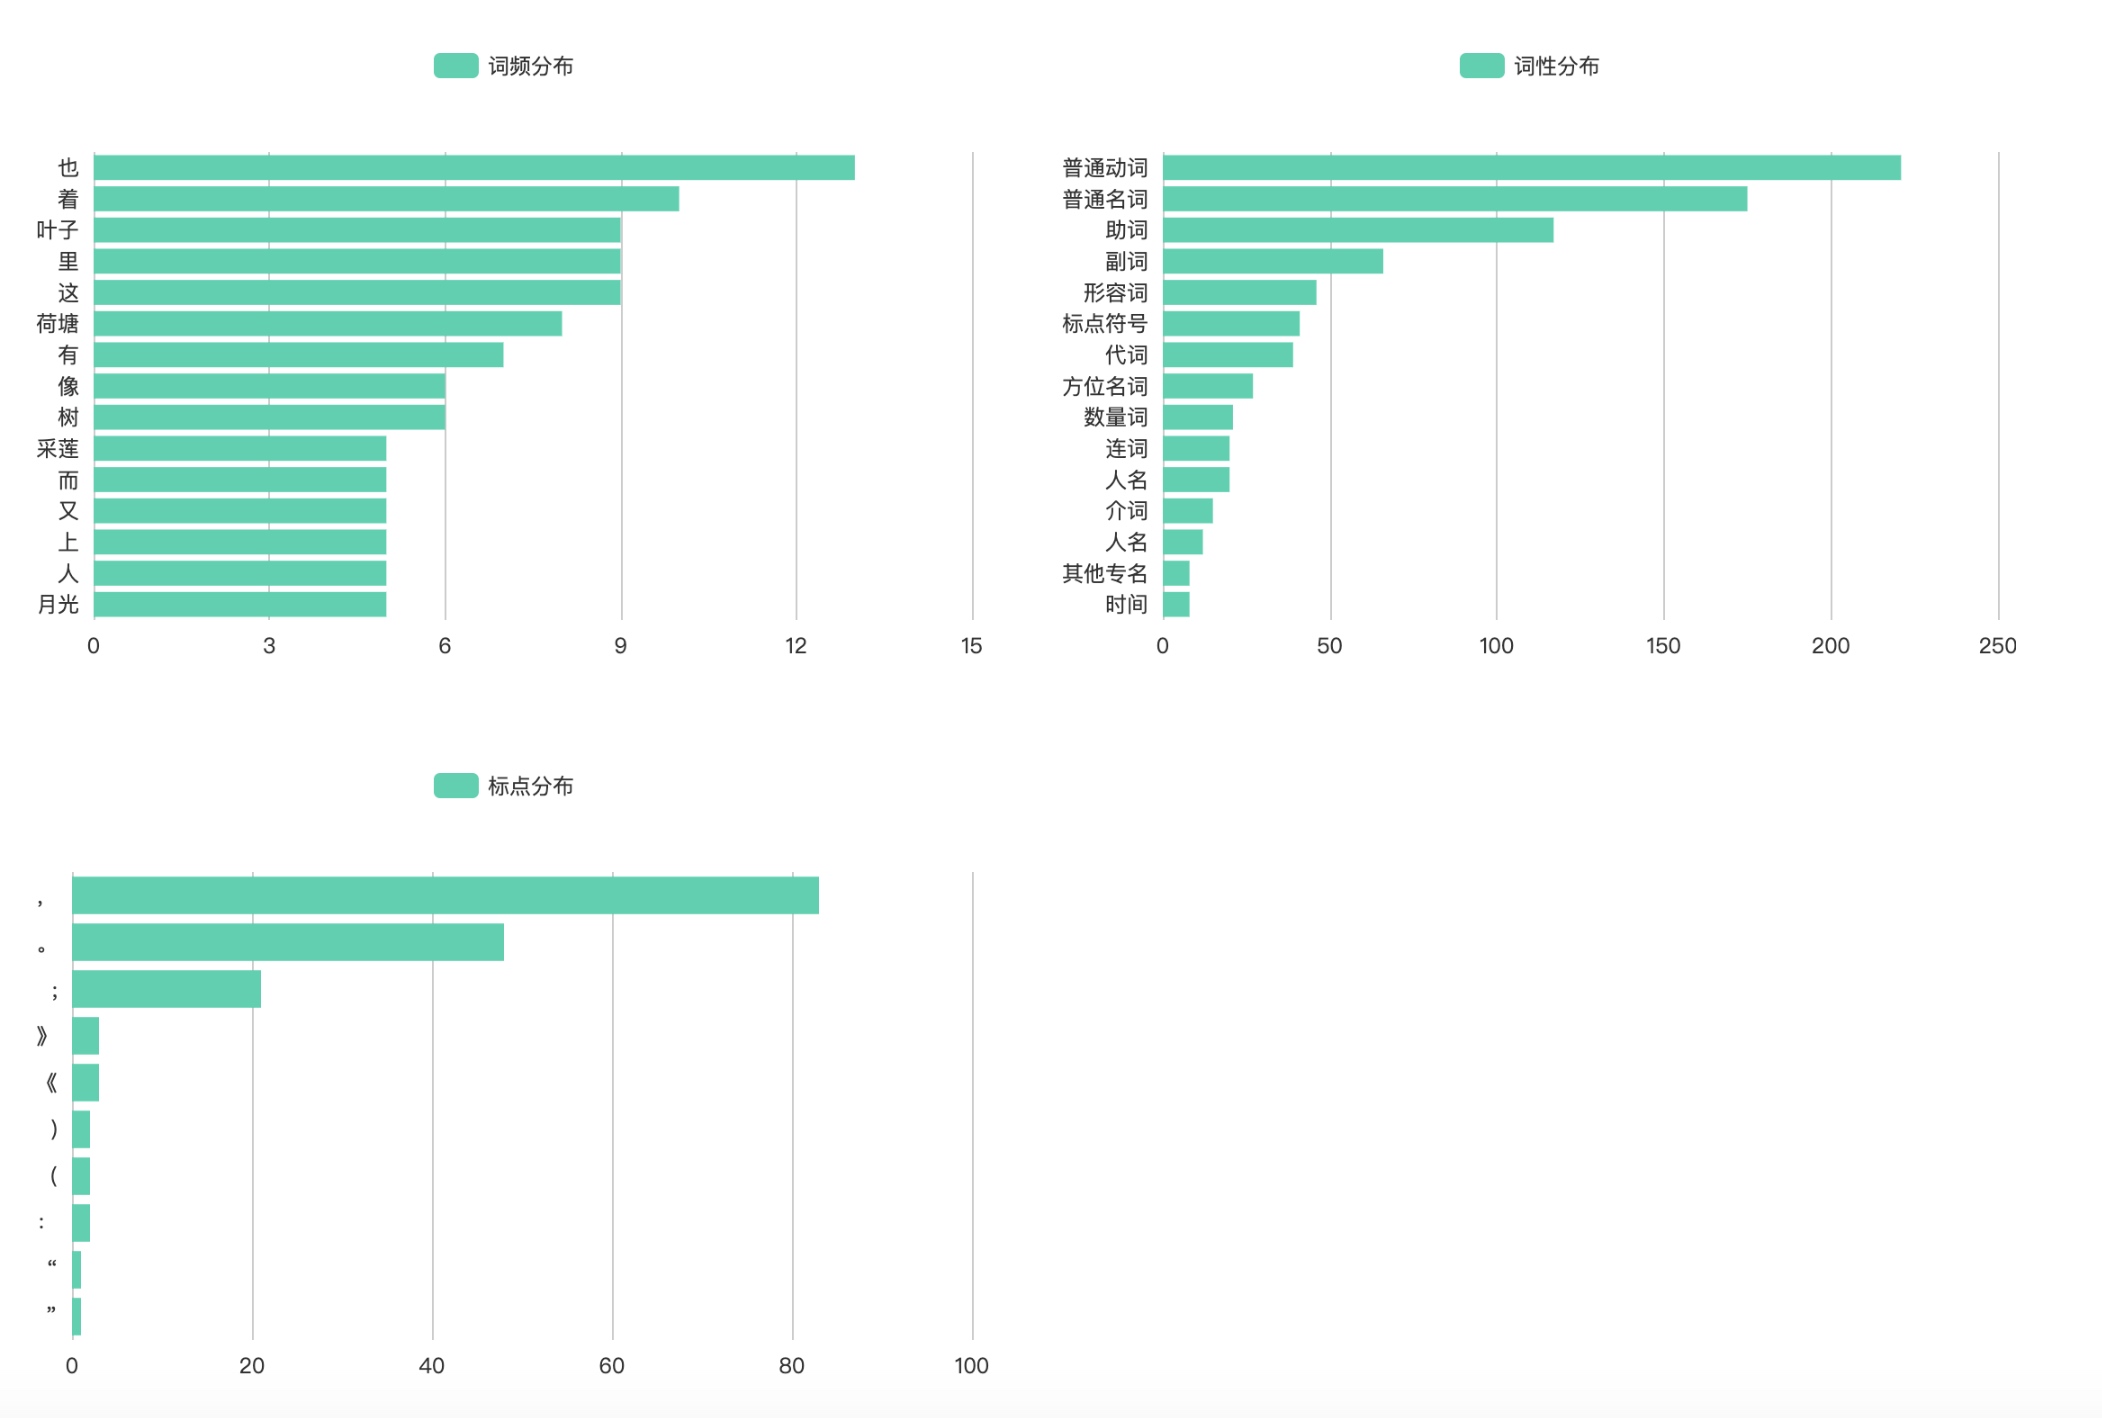 词频分布
也
着
叶子
里
这
荷塘
有
像
树
采莲
而
又
上
人
月光
0 3 6 9 12 15
词性分布
普通动词
普通名词
助词
副词
形容词
标点符号
代词
方位名词
数量词
连词
人名
介词
人名
其他专名
时间
0 50 100 150 200 250
标点分布
，
。
；
》
《
)
(
：
“
”
0 20 40 60 80 100